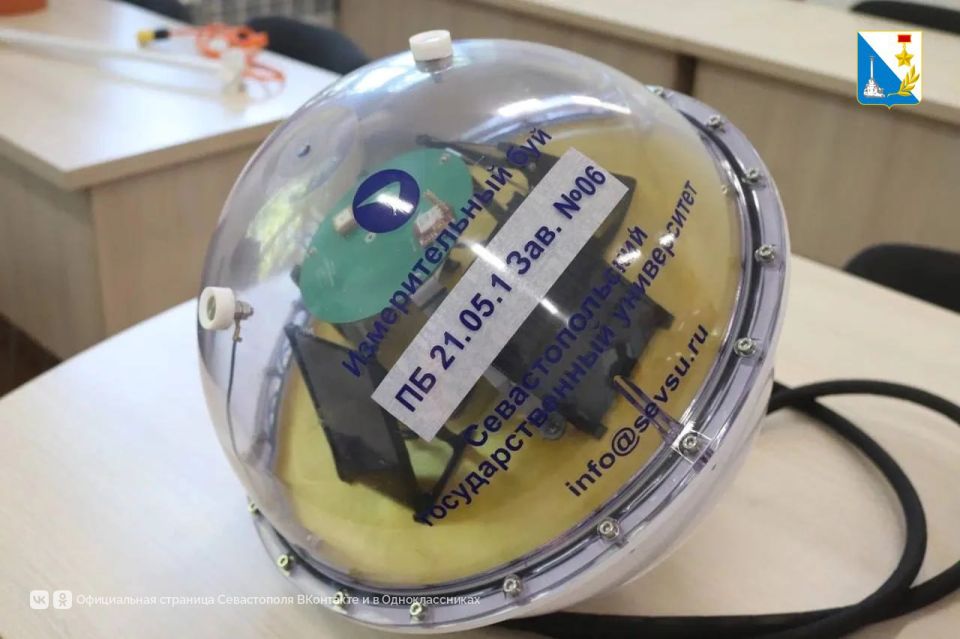 Измерительный буй
ПБ 21.05.1 Зав. №06
Севастопольский
государственный университет
info@sevsu.ru
Официальная страница Севастополя ВКонтакте и в Одноклассниках